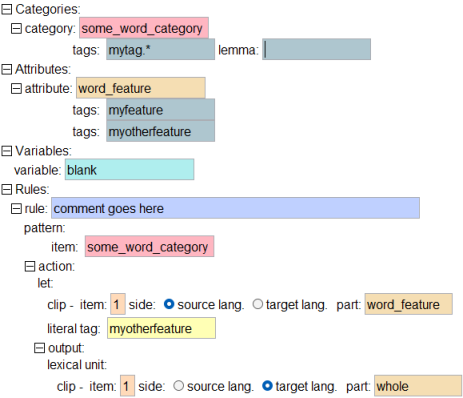 Categories:
category: some_word_category
tags: mytag.* lemma:
Attributes:
attribute: word_feature
tags: myfeature
tags: myotherfeature
Variables:
variable: blank
Rules:
rule: comment goes here
pattern:
item: some_word_category
action:
let:
clip - item: 1 side: source lang. target lang. part: word_feature
literal tag: myotherfeature
output:
lexical unit:
clip - item: 1 side: source lang. target lang. part: whole